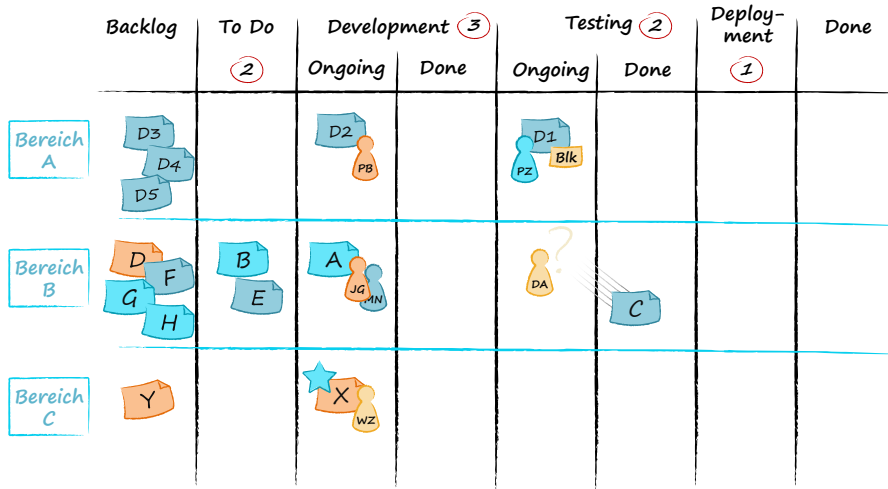 Backlog
To Do
2
Development 3
Ongoing
Done
Testing 2
Ongoing
Done
Deploy-
ment
1
Done
Bereich
A
D3
D4
D5
D2
PB
D1
PZ
Blk
Bereich
B
D
F
G
H
B
E
A
JG
MN
?
DA
C
Bereich
C
Y
X
WZ